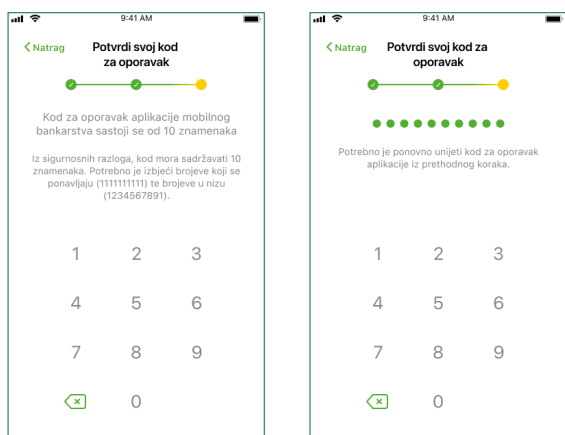 9:41 AM
Natrag
Potvrdi svoj kod
za oporavak
Kod za oporavak aplikacije mobilnog
bankarstva sastoji se od 10 znamenaka
Iz sigurnosnih razloga, kod mora sadržavati 10
znamenaka. Potrebno je izbjeći brojeve koji se
ponavljaju (1111111111) te brojeve u nizu
(1234567891).
1 2 3
4 5 6
7 8 9
0
9:41 AM
Natrag
Potvrdi svoj kod za
oporavak
Potrebno je ponovno unijeti kod za oporavak
aplikacije iz prethodnog koraka.
1 2 3
4 5 6
7 8 9
0